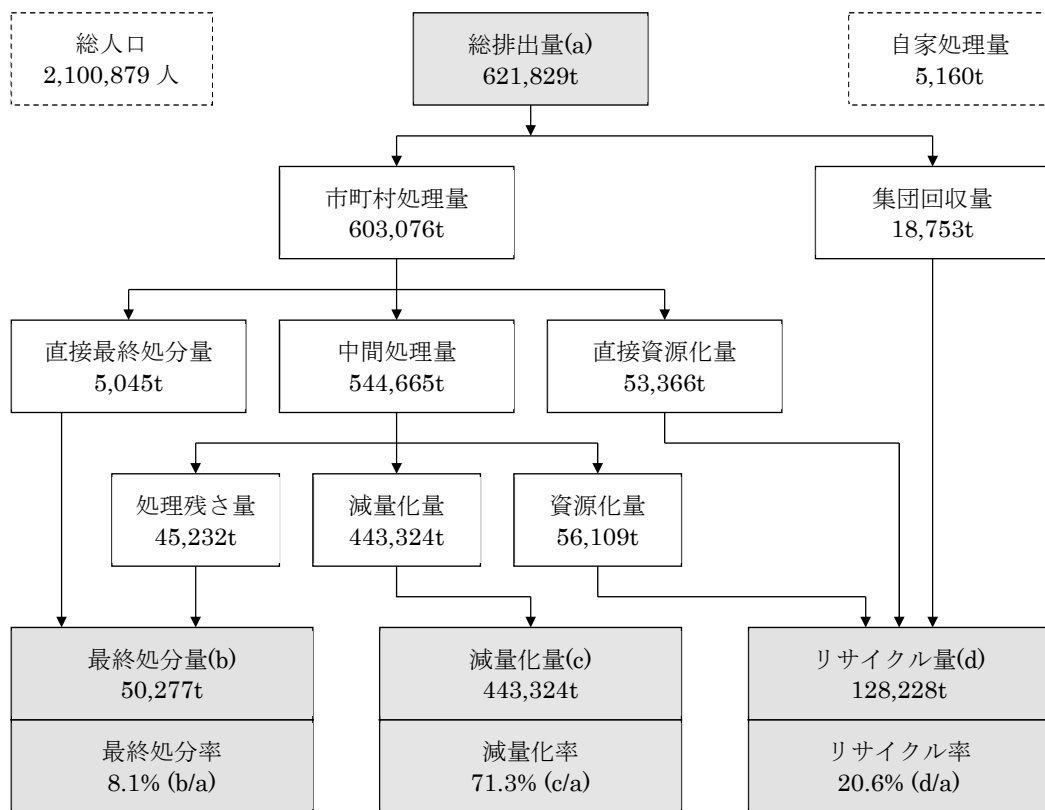 総人口
2,100,879 人
総排出量(a)
621,829t
自家処理量
5,160t
市町村処理量
603,076t
集団回収量
18,753t
直接最終処分量
5,045t
中間処理量
544,665t
直接資源化量
53,366t
処理残さ量
45,232t
減量化量
443,324t
資源化量
56,109t
最終処分量(b)
50,277t
減量化量(c)
443,324t
リサイクル量(d)
128,228t
最終処分率
8.1% (b/a)
減量化率
71.3% (c/a)
リサイクル率
20.6% (d/a)